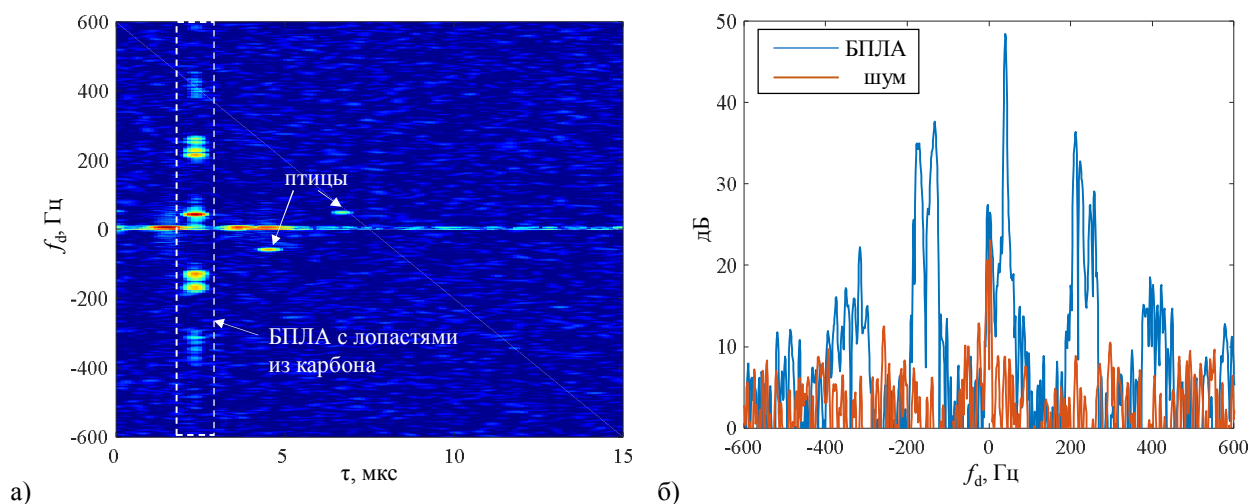 600
400
200
0
-200
-400
-600
f_d, Гц
0
5
10
15
τ, мкс
птицы
БПЛА с лопастями
из карбона
а)
50
40
30
20
10
0
дБ
БПЛА
шум
-600
-400
-200
0
200
400
600
f_d, Гц
б)